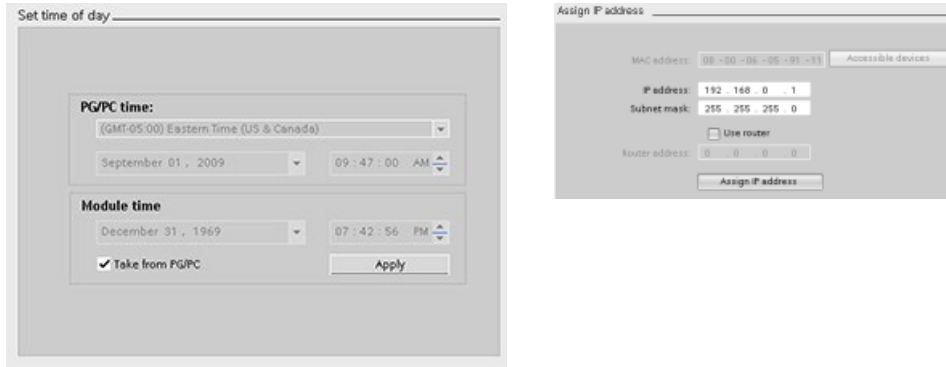 Set time of day
PG/PC time:
(GMT-05:00) Eastern Time (US & Canada)
September 01 , 2009
09 : 47 : 00 AM
Module time
December 31 , 1969
07 : 42 : 56 PM
Take from PG/PC
Apply
Assign IP address
MAC address: 08 - 00 - 06 - 05 - 91 - 11 Accessible devices
IP address: 192 . 168 . 0 . 1
Subnet mask: 255 . 255 . 255 . 0
Use router
Router address: 0 . 0 . 0 . 0
Assign IP address